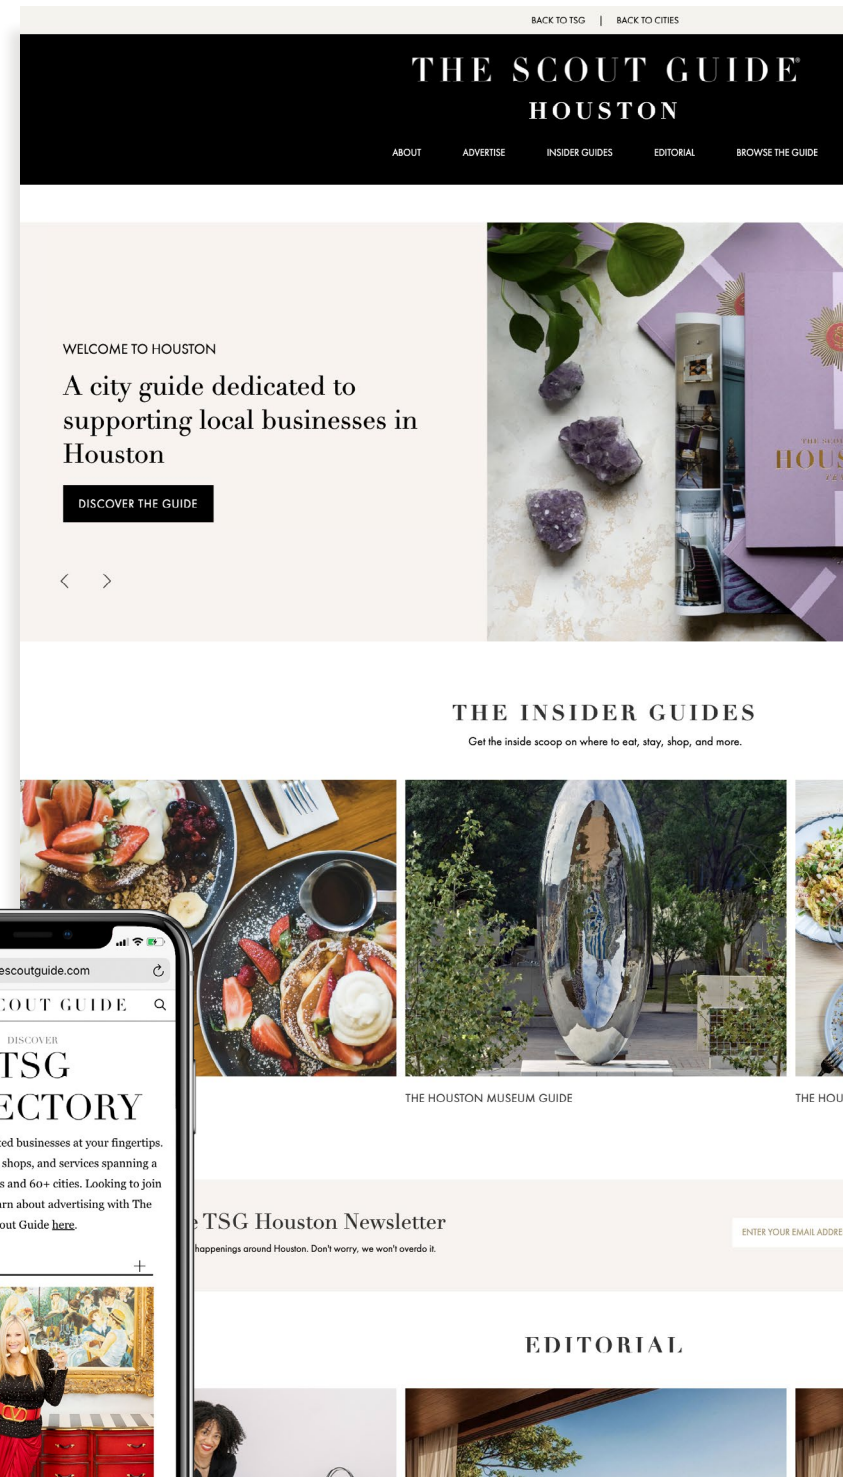 BACK TO TSG | BACK TO CITIES
THE SCOUT GUIDE®
HOUSTON
ABOUT ADVERTISE INSIDER GUIDES EDITORIAL BROWSE THE GUIDE
WELCOME TO HOUSTON
A city guide dedicated to
supporting local businesses in
Houston
DISCOVER THE GUIDE
THE INSIDER GUIDES
Get the inside scoop on where to eat, stay, shop, and more.
THE HOUSTON MUSEUM GUIDE
THE HOU
TSG Houston Newsletter
happenings around Houston. Don't worry, we won't overdo it.
ENTER YOUR EMAIL ADDRE
EDITORIAL
escoutguide.com
COUT GUIDE
DISCOVER
TSG
ECTORY
ted businesses at your fingertips.
shops, and services spanning a
s and 60+ cities. Looking to join
arn about advertising with The
out Guide here.